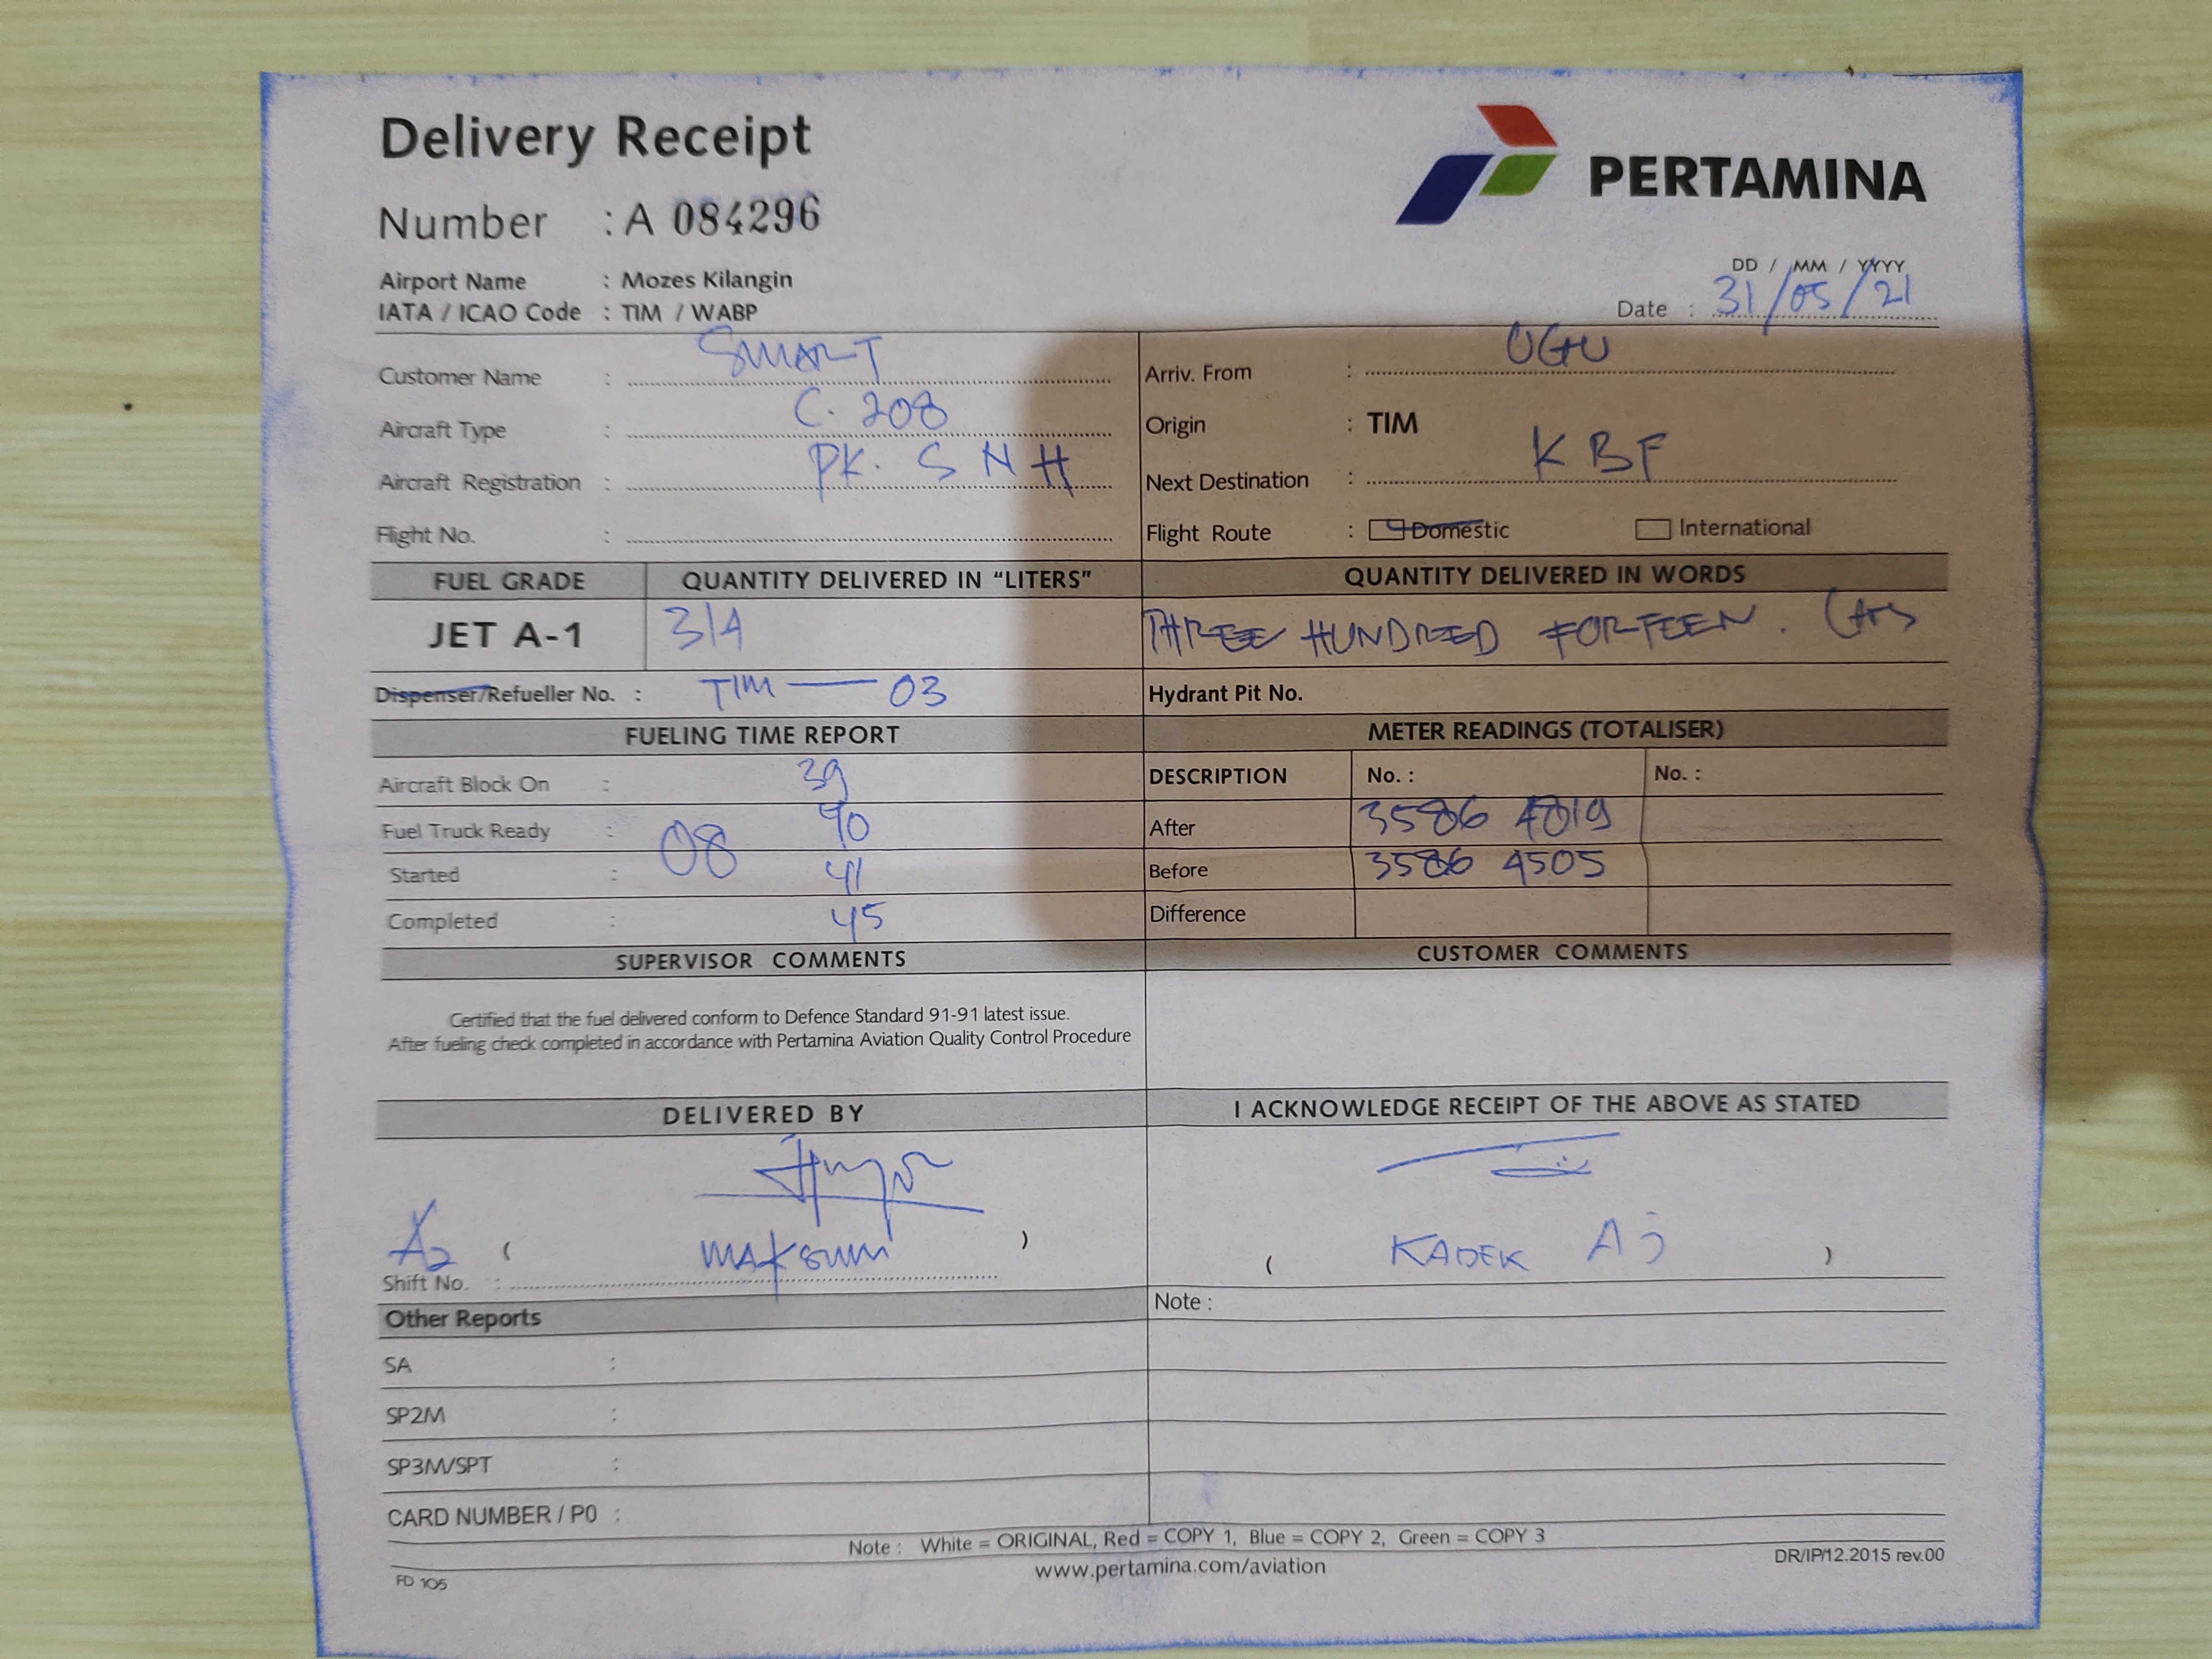 Delivery Receipt
PERTAMINA
Number : A 084296
Airport Name : Mozes Kilangin
IATA / ICAO Code : TIM / WABP
DD / MM / YYYY
Date : 31/05/21
Customer Name : SMART
Arriv. From : UGU
Aircraft Type : C. 208
Origin : TIM
Aircraft Registration : PK. SNH
Next Destination : KBF
Flight No. :
Flight Route : Domestic International
FUEL GRADE QUANTITY DELIVERED IN “LITERS” QUANTITY DELIVERED IN WORDS
JET A-1 314 THREE HUNDRED FORTEEN.
Dispenser/Refueller No. : TIM — 03 Hydrant Pit No.
FUELING TIME REPORT METER READINGS (TOTALISER)
Aircraft Block On : 39 DESCRIPTION No. : No. :
Fuel Truck Ready : 08 40 After 3586 4819
Started : 41 Before 3586 4505
Completed : 45 Difference
SUPERVISOR COMMENTS CUSTOMER COMMENTS
Certified that the fuel delivered conform to Defence Standard 91-91 latest issue.
After fueling check completed in accordance with Pertamina Aviation Quality Control Procedure
DELIVERED BY I ACKNOWLEDGE RECEIPT OF THE ABOVE AS STATED
A2 ( MAKSUM ) ( KADEK )
Shift No. :
Other Reports Note :
SA :
SP2M :
SP3M/SPT :
CARD NUMBER / P0 :
Note : White = ORIGINAL, Red = COPY 1, Blue = COPY 2, Green = COPY 3
www.pertamina.com/aviation
FD 105
DR/IP/12.2015 rev.00